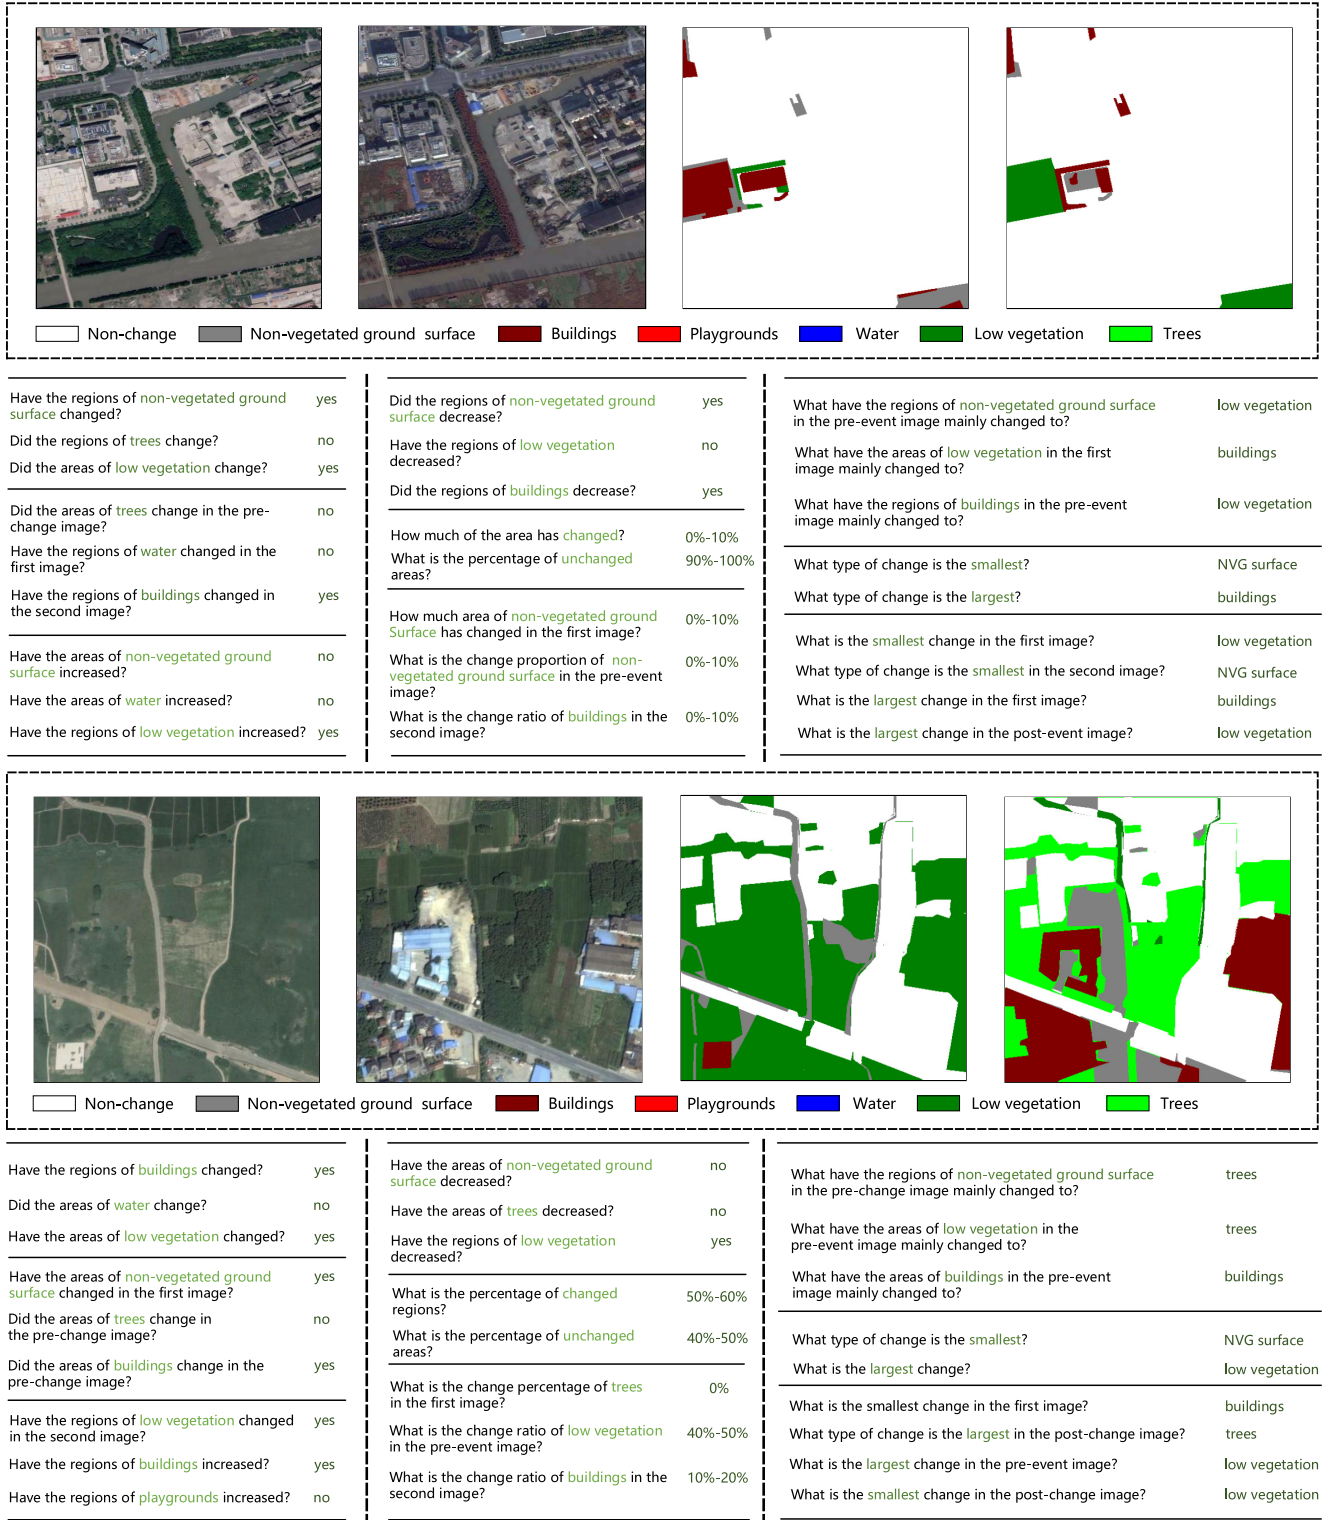 Non-change Non-vegetated ground surface Buildings Playgrounds Water Low vegetation Trees
Have the regions of non-vegetated ground yes
surface changed?
Did the regions of trees change? no
Did the areas of low vegetation change? yes
Did the areas of trees change in the pre- no
change image?
Have the regions of water changed in the no
first image?
Have the regions of buildings changed in yes
the second image?
Have the areas of non-vegetated ground no
surface increased?
Have the areas of water increased? no
Have the regions of low vegetation increased? yes
Did the regions of non-vegetated ground yes
surface decrease?
Have the regions of low vegetation no
decreased?
Did the regions of buildings decrease? yes
How much of the area has changed? 0%-10%
What is the percentage of unchanged 90%-100%
areas?
How much area of non-vegetated ground 0%-10%
Surface has changed in the first image?
What is the change proportion of non- 0%-10%
vegetated ground surface in the pre-event
image?
What is the change ratio of buildings in the 0%-10%
second image?
What have the regions of non-vegetated ground surface low vegetation
in the pre-event image mainly changed to?
What have the areas of low vegetation in the first buildings
image mainly changed to?
What have the regions of buildings in the pre-event low vegetation
image mainly changed to?
What type of change is the smallest? NVG surface
What type of change is the largest? buildings
What is the smallest change in the first image? low vegetation
What type of change is the smallest in the second image? NVG surface
What is the largest change in the first image? buildings
What is the largest change in the post-event image? low vegetation
Non-change Non-vegetated ground surface Buildings Playgrounds Water Low vegetation Trees
Have the regions of buildings changed? yes
Did the areas of water change? no
Have the areas of low vegetation changed? yes
Have the areas of non-vegetated ground yes
surface changed in the first image?
Did the areas of trees change in no
the pre-change image?
Did the areas of buildings change in the yes
pre-change image?
Have the regions of low vegetation changed yes
in the second image?
Have the regions of buildings increased? yes
Have the regions of playgrounds increased? no
Have the areas of non-vegetated ground no
surface decreased?
Have the areas of trees decreased? no
Have the regions of low vegetation yes
decreased?
What is the percentage of changed 50%-60%
regions?
What is the percentage of unchanged 40%-50%
areas?
What is the change percentage of trees 0%
in the first image?
What is the change ratio of low vegetation 40%-50%
in the pre-event image?
What is the change ratio of buildings in the 10%-20%
second image?
What have the regions of non-vegetated ground surface trees
in the pre-change image mainly changed to?
What have the areas of low vegetation in the trees
pre-event image mainly changed to?
What have the areas of buildings in the pre-event buildings
image mainly changed to?
What type of change is the smallest? NVG surface
What is the largest change? low vegetation
What is the smallest change in the first image? buildings
What type of change is the largest in the post-change image? trees
What is the largest change in the pre-event image? low vegetation
What is the smallest change in the post-change image? low vegetation